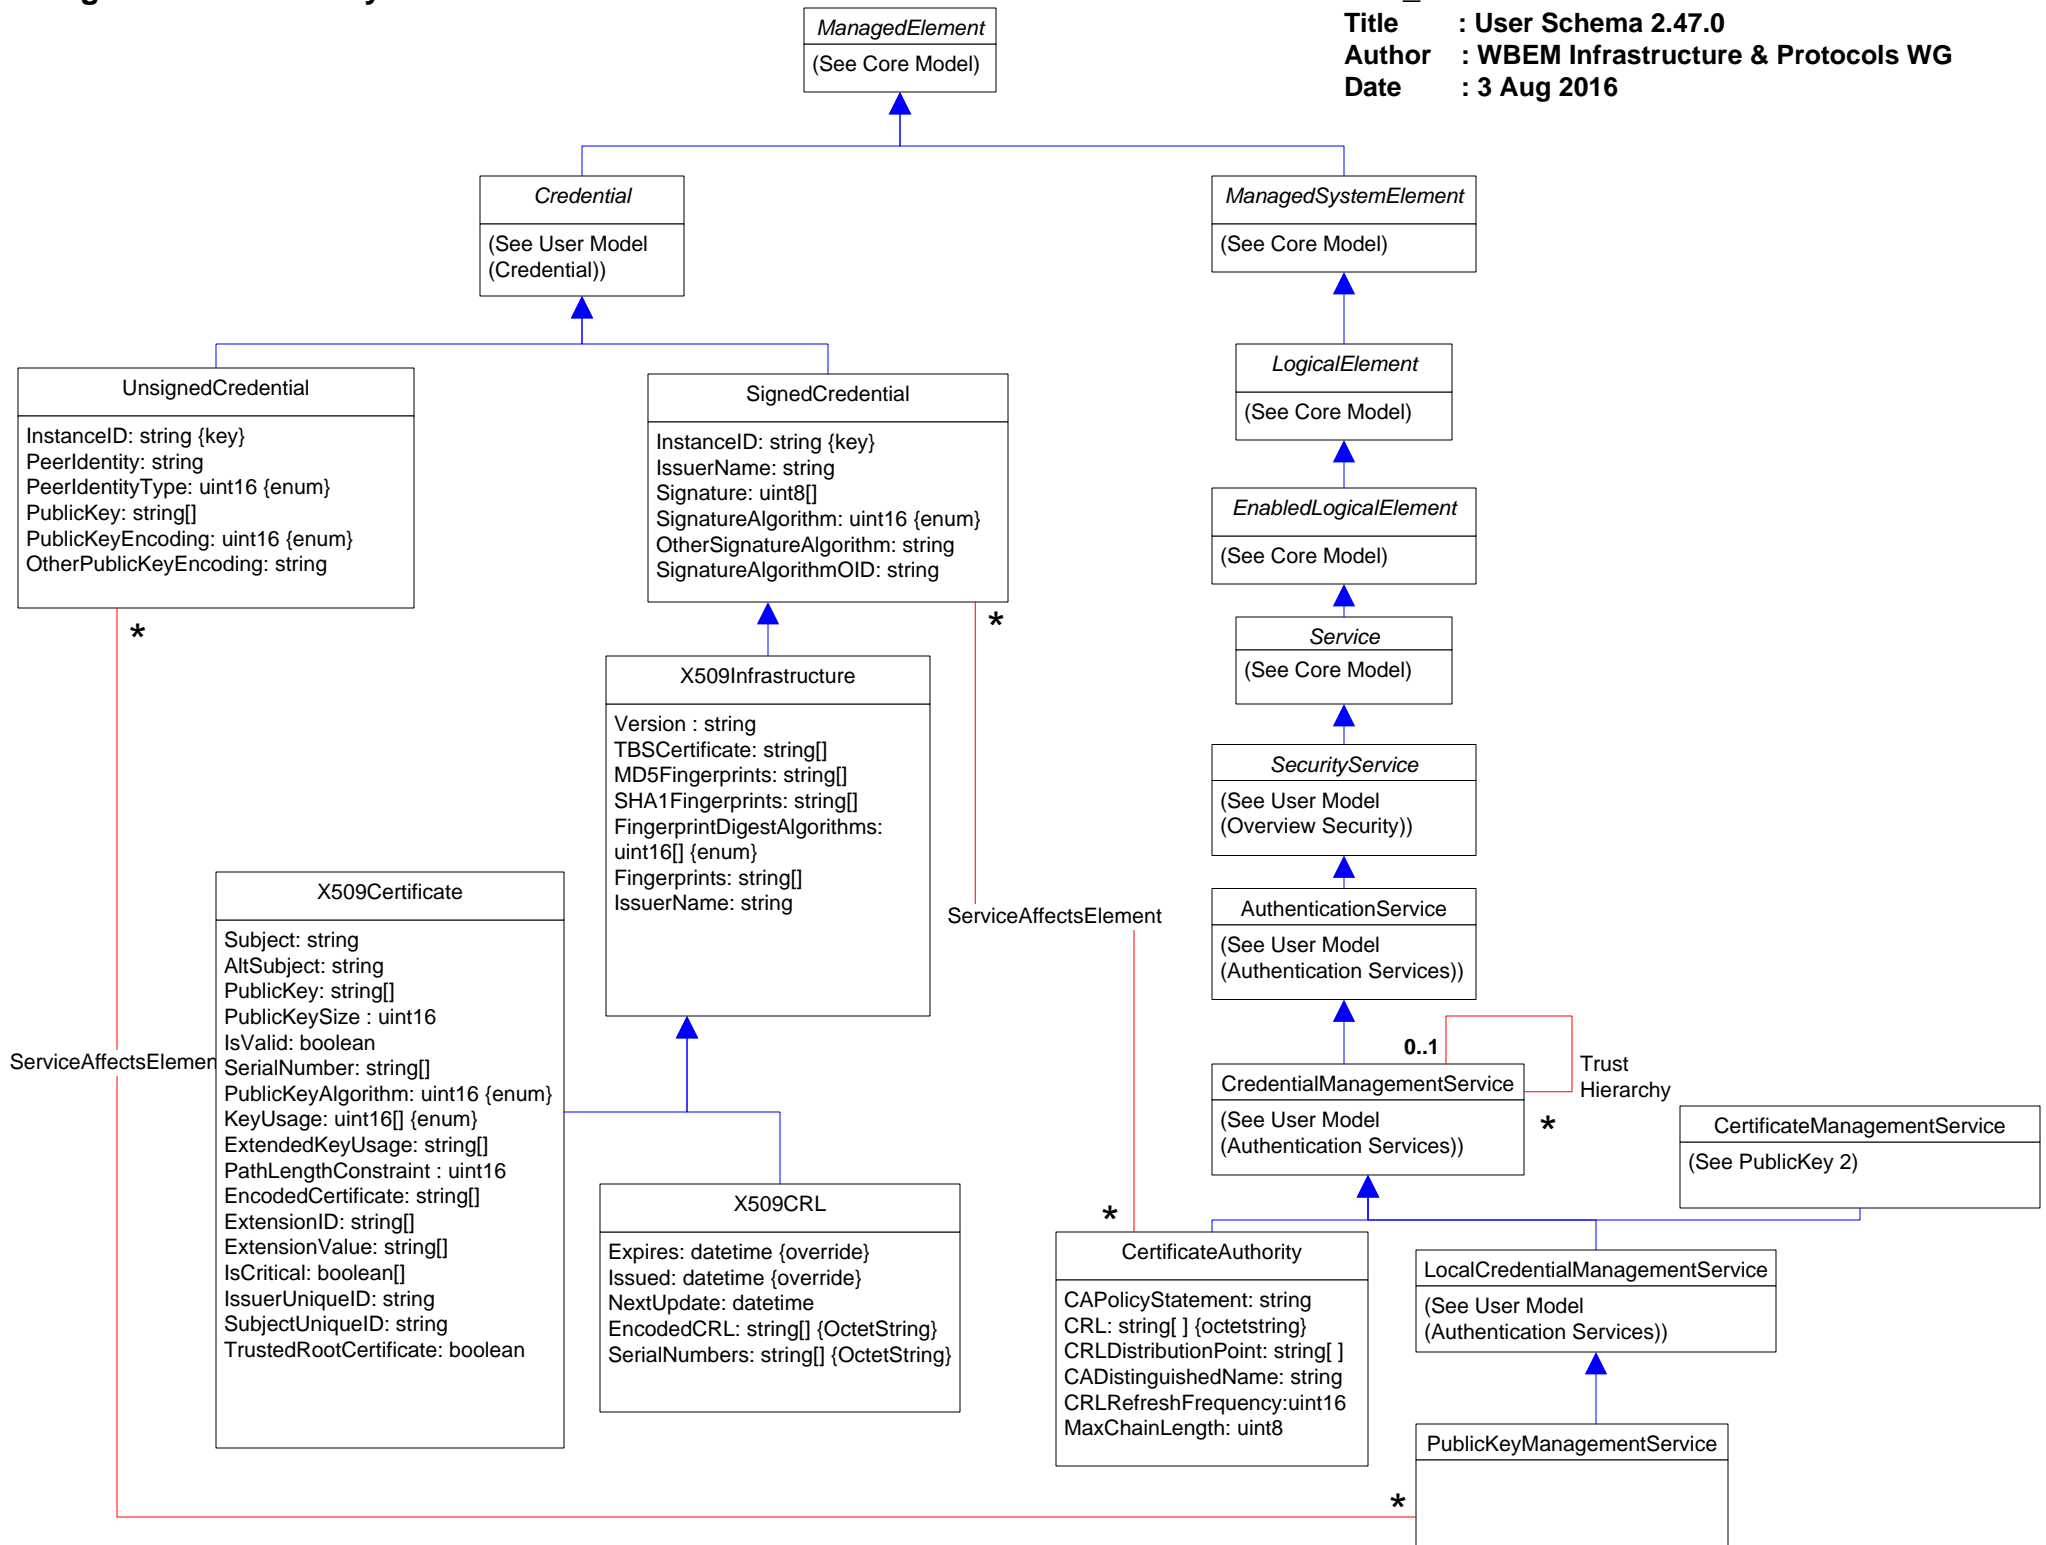 Title : User Schema 2.47.0
Author : WBEM Infrastructure & Protocols WG
Date : 3 Aug 2016
ManagedElement
(See Core Model)
Credential
(See User Model
(Credential))
ManagedSystemElement
(See Core Model)
LogicalElement
(See Core Model)
UnsignedCredential
InstanceID: string {key}
PeerIdentity: string
PeerIdentityType: uint16 {enum}
PublicKey: string[]
PublicKeyEncoding: uint16 {enum}
OtherPublicKeyEncoding: string
*
SignedCredential
InstanceID: string {key}
IssuerName: string
Signature: uint8[]
SignatureAlgorithm: uint16 {enum}
OtherSignatureAlgorithm: string
SignatureAlgorithmOID: string
*
EnabledLogicalElement
(See Core Model)
Service
(See Core Model)
X509Infrastructure
Version : string
TBSCertificate: string[]
MD5Fingerprints: string[]
SHA1Fingerprints: string[]
FingerprintDigestAlgorithms:
uint16[] {enum}
Fingerprints: string[]
IssuerName: string
SecurityService
(See User Model
(Overview Security))
ServiceAffectsElement
AuthenticationService
(See User Model
(Authentication Services))
X509Certificate
Subject: string
AltSubject: string
PublicKey: string[]
PublicKeySize : uint16
IsValid: boolean
SerialNumber: string[]
PublicKeyAlgorithm: uint16 {enum}
KeyUsage: uint16[] {enum}
ExtendedKeyUsage: string[]
PathLengthConstraint : uint16
EncodedCertificate: string[]
ExtensionID: string[]
ExtensionValue: string[]
IsCritical: boolean[]
IssuerUniqueID: string
SubjectUniqueID: string
TrustedRootCertificate: boolean
ServiceAffectsElemen
0..1
Trust
Hierarchy
CredentialManagementService
(See User Model
(Authentication Services))
*
CertificateManagementService
(See PublicKey 2)
X509CRL
Expires: datetime {override}
Issued: datetime {override}
NextUpdate: datetime
EncodedCRL: string[] {OctetString}
SerialNumbers: string[] {OctetString}
*
CertificateAuthority
CAPolicyStatement: string
CRL: string[ ] {octetstring}
CRLDistributionPoint: string[ ]
CADistinguishedName: string
CRLRefreshFrequency:uint16
MaxChainLength: uint8
LocalCredentialManagementService
(See User Model
(Authentication Services))
PublicKeyManagementService
*